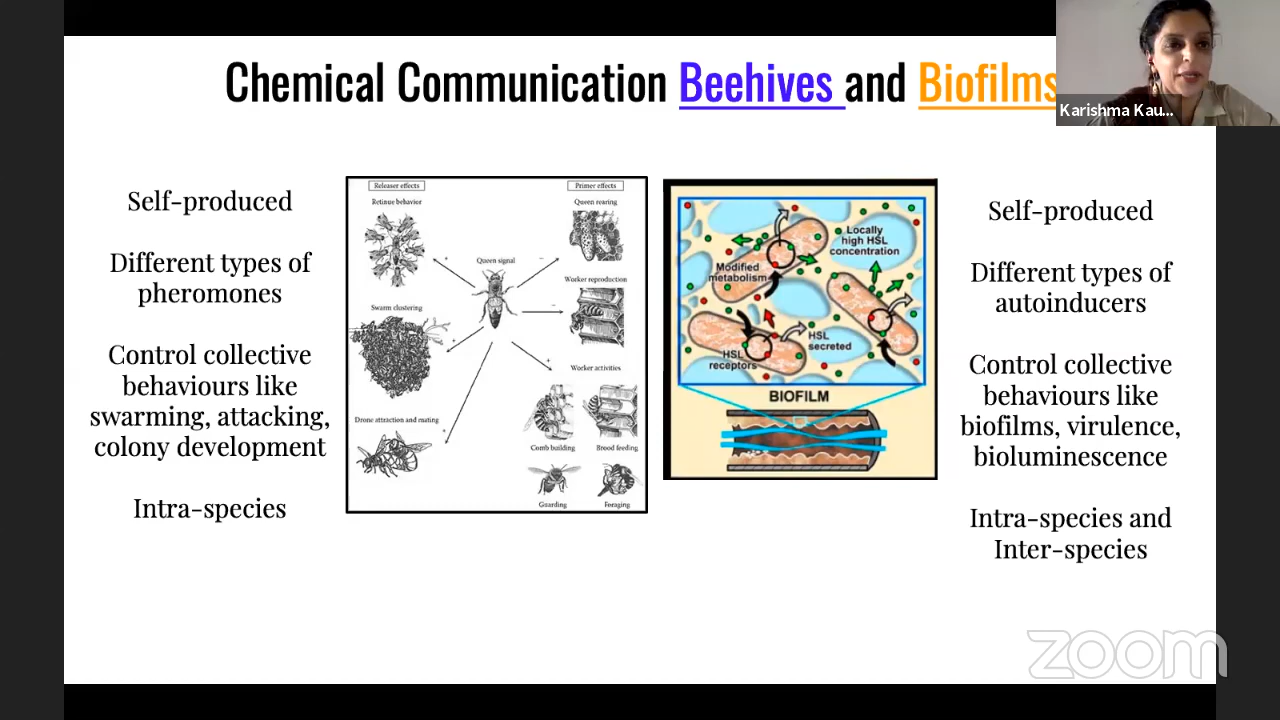 Chemical Communication Beehives and Biofilms
Karishma Kau...
Self-produced
Different types of
pheromones
Control collective
behaviours like
swarming, attacking,
colony development
Intra-species
Releaser effects
Primer effects
Retinue behavior
Queen rearing
Queen signal
Worker reproduction
Swarm clustering
Worker activities
Drone attraction and mating
Comb building
Brood feeding
Guarding
Foraging
+
−
−
+
+
+
Locally
high HSL
concentration
Modified
metabolism
HSL
secreted
HSL
receptors
BIOFILM
Self-produced
Different types of
autoinducers
Control collective
behaviours like
biofilms, virulence,
bioluminescence
Intra-species and
Inter-species
zoom